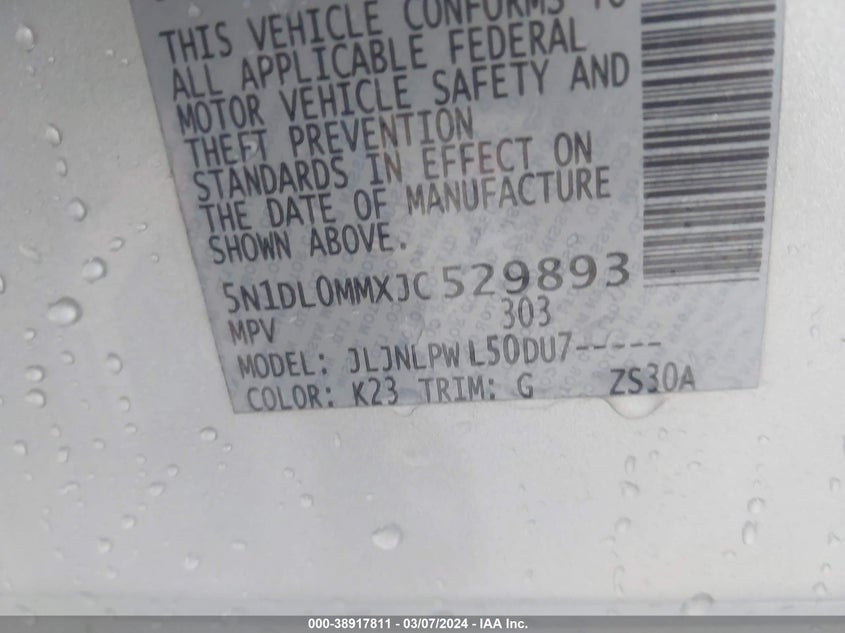 THIS VEHICLE CONFORMS TO
ALL APPLICABLE FEDERAL
MOTOR VEHICLE SAFETY AND
THEFT PREVENTION
STANDARDS IN EFFECT ON
THE DATE OF MANUFACTURE
SHOWN ABOVE.
5N1DL0MMXJC529893
MPV 303
MODEL: JLJNLPW L50DU7-----
COLOR: K23 TRIM: G ZS30A
000-38917811 - 03/07/2024 - IAA Inc.